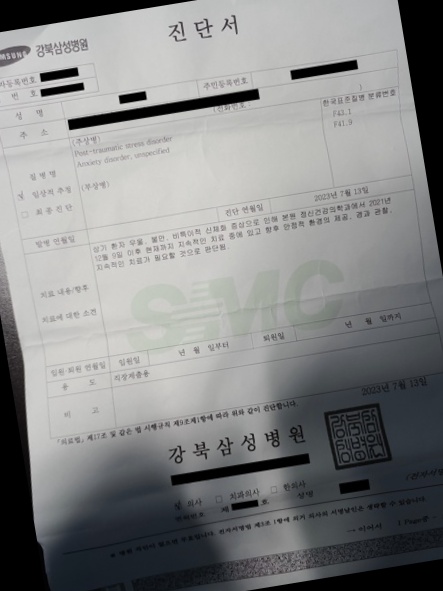 진단서
SAMSUNG 강북삼성병원
등록번호
번 호
주민등록번호
성 명
전화번호
주 소
한국표준질병 분류번호
(주상병)
Post-traumatic stress disorder
F43.1
Anxiety disorder, unspecified
F41.9
질 병 명
(부상병)
임상적 추정
최 종 진 단
발병 연월일
진단 연월일
2023년 7월 13일
상기 환자 우울, 불안, 비특이적 신체화 증상으로 인해 본원 정신건강의학과에서 2021년
12월 9일 이후 현재까지 지속적인 치료 중에 있고 향후 안정적 환경의 제공, 경과 관찰,
지속적인 치료가 필요할 것으로 판단됨.
치료 내용/향후
치료에 대한 소견
SMC
입원·퇴원 연월일
입원일
년 월 일부터
퇴원일
년 월 일까지
용 도
직장제출용
비 고
「의료법」 제17조 및 같은 법 시행규칙 제9조제1항에 따라 위와 같이 진단합니다.
2023년 7월 13일
강북삼성병원
의사
치과의사
한의사
제
호
성명
이어서